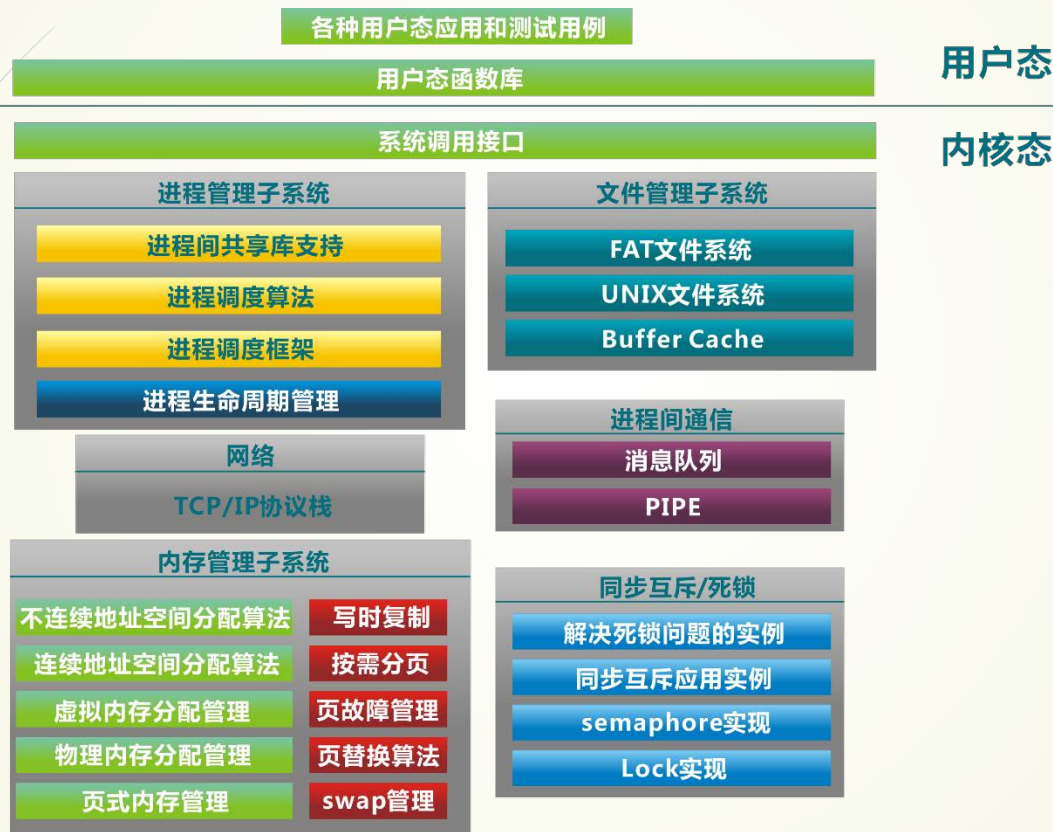 各种用户态应用和测试用例
用户态函数库
用户态
系统调用接口
内核态
进程管理子系统
进程间共享库支持
进程调度算法
进程调度框架
进程生命周期管理
文件管理子系统
FAT文件系统
UNIX文件系统
Buffer Cache
网络
TCP/IP协议栈
进程间通信
消息队列
PIPE
内存管理子系统
不连续地址空间分配算法
写时复制
连续地址空间分配算法
按需分页
虚拟内存分配管理
页故障管理
物理内存分配管理
页替换算法
页式内存管理
swap管理
同步互斥/死锁
解决死锁问题的实例
同步互斥应用实例
semaphore实现
Lock实现